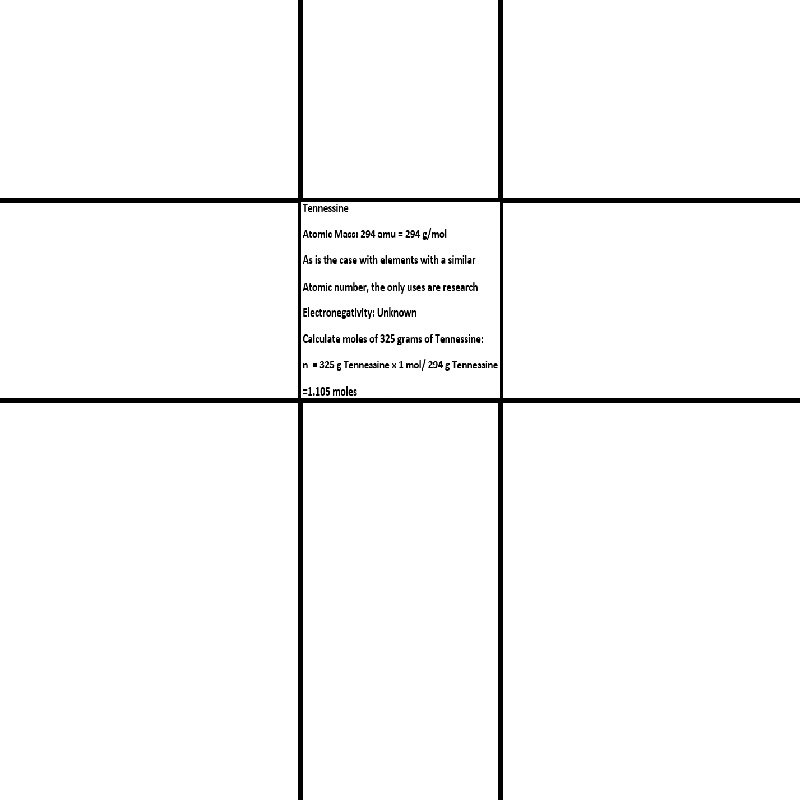 Tennessine
Atomic Mass: 294 amu = 294 g/mol
As is the case with elements with a similar
Atomic number, the only uses are research
Electronegativity: Unknown
Calculate moles of 325 grams of Tennessine:
n = 325 g Tennessine x 1 mol/ 294 g Tennessine
=1.105 moles